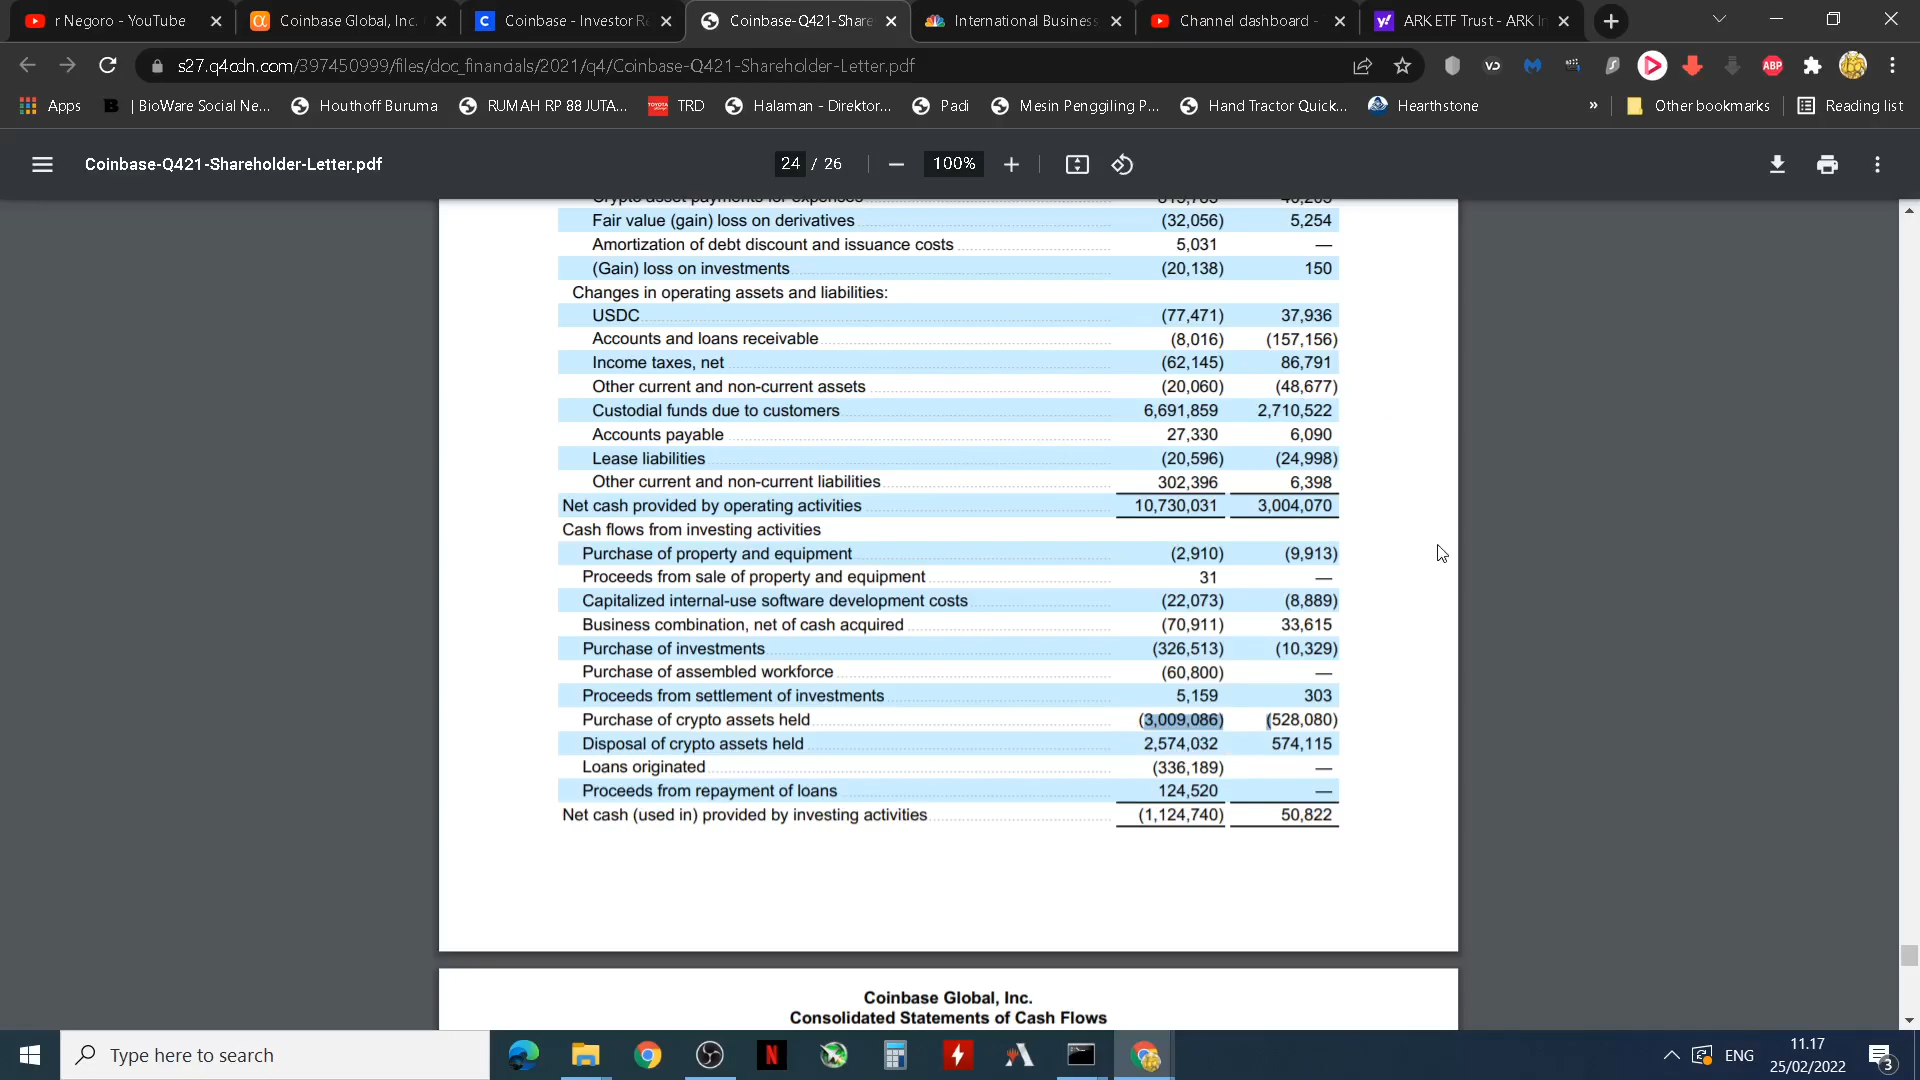 r Negoro - YouTube
Coinbase Global, Inc.
Coinbase - Investor Re
Coinbase-Q421-Share
International Business
Channel dashboard -
ARK ETF Trust - ARK In
s27.q4cdn.com/397450999/files/doc_financials/2021/q4/Coinbase-Q421-Shareholder-Letter.pdf
Apps
| BioWare Social Ne...
Houthoff Buruma
RUMAH RP 88 JUTA...
TRD
Halaman - Direktor...
Padi
Mesin Penggiling P...
Hand Tractor Quick...
Hearthstone
»
Other bookmarks
Reading list
Coinbase-Q421-Shareholder-Letter.pdf
24 / 26
100%
Fair value (gain) loss on derivatives (32,056) 5,254
Amortization of debt discount and issuance costs 5,031 —
(Gain) loss on investments (20,138) 150
Changes in operating assets and liabilities:
USDC (77,471) 37,936
Accounts and loans receivable (8,016) (157,156)
Income taxes, net (62,145) 86,791
Other current and non-current assets (20,060) (48,677)
Custodial funds due to customers 6,691,859 2,710,522
Accounts payable 27,330 6,090
Lease liabilities (20,596) (24,998)
Other current and non-current liabilities 302,396 6,398
Net cash provided by operating activities 10,730,031 3,004,070
Cash flows from investing activities
Purchase of property and equipment (2,910) (9,913)
Proceeds from sale of property and equipment 31 —
Capitalized internal-use software development costs (22,073) (8,889)
Business combination, net of cash acquired (70,911) 33,615
Purchase of investments (326,513) (10,329)
Purchase of assembled workforce (60,800) —
Proceeds from settlement of investments 5,159 303
Purchase of crypto assets held (3,009,086) (528,080)
Disposal of crypto assets held 2,574,032 574,115
Loans originated (336,189) —
Proceeds from repayment of loans 124,520 —
Net cash (used in) provided by investing activities (1,124,740) 50,822
Coinbase Global, Inc.
Consolidated Statements of Cash Flows
Type here to search
ENG
11.17
25/02/2022
3